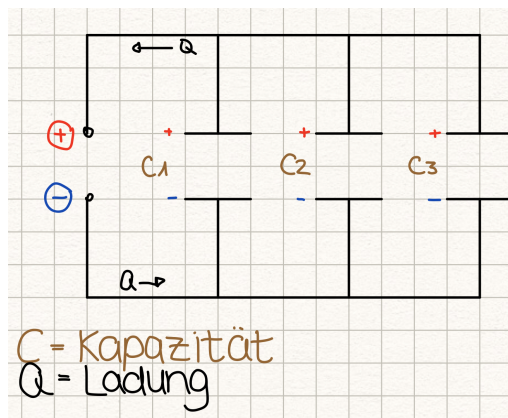 ← Q
+
+ + +
C1 C2 C3
-
- - -
Q →
C = Kapazität
Q = Ladung